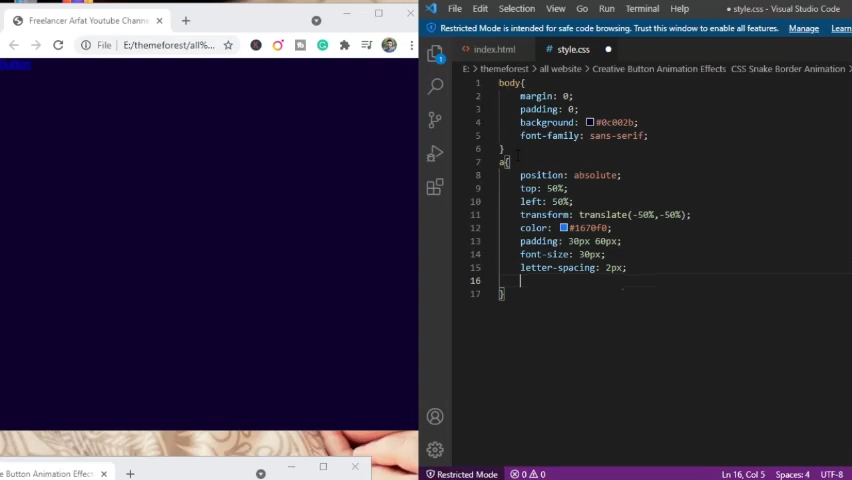 Freelancer Arfat Youtube Channe
File
E:/themeforest/all%...
Button
File Edit Selection View Go Run Terminal Help
● style.css - Visual Studio Code
Restricted Mode is intended for safe code browsing. Trust this window to enable all features. Manage Learn
index.html
# style.css ●
E: > themeforest > all website > Creative Button Animation Effects CSS Snake Border Animation >
1 body{
2 margin: 0;
3 padding: 0;
4 background: #0c002b;
5 font-family: sans-serif;
6 }
7 a{
8 position: absolute;
9 top: 50%;
10 left: 50%;
11 transform: translate(-50%,-50%);
12 color: #1670f0;
13 padding: 30px 60px;
14 font-size: 30px;
15 letter-spacing: 2px;
16
17 }
1
e Button Animation Effect
Restricted Mode 0 0 Ln 16, Col 5 Spaces: 4 UTF-8